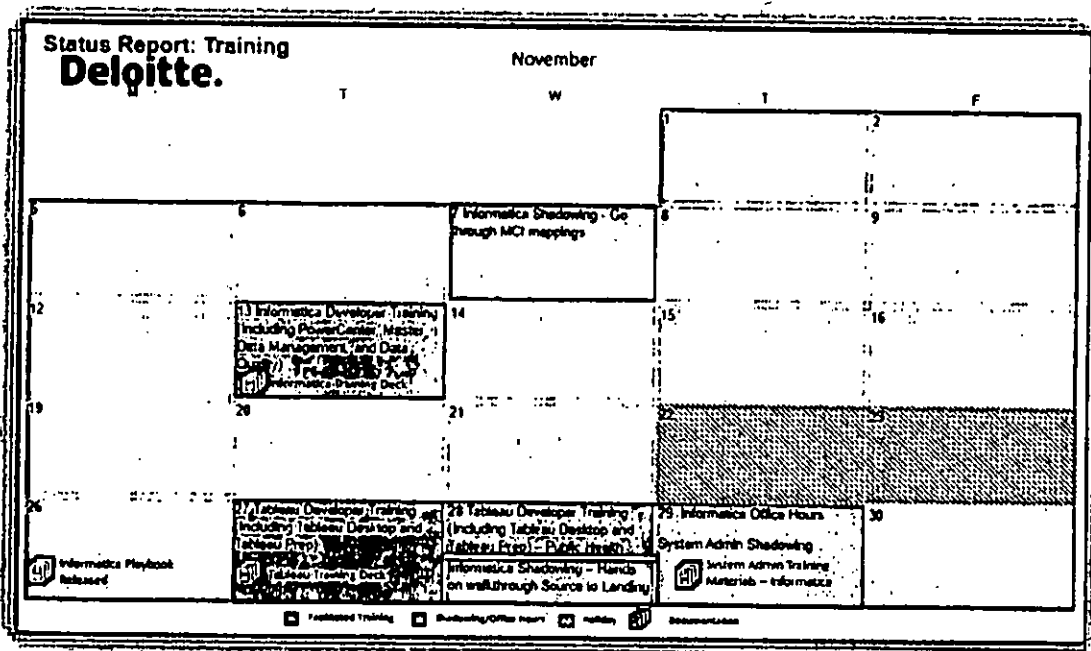 Status Report: Training
Deloitte.
November
M T W T F
1 2
5 6 7 Informatica Shadowing - Go
through MCI mappings
8 9
12 13 Informatica Developer Training
(Including PowerCenter, Master
Data Management, and Data
Informatica Training Deck
14 15 16
19 20 21 22 23
26
Informatica Playbook
Released
27 Tableau Developer Training
(Including Tableau Desktop and
Tableau Prep)
Tableau Training Deck
28 Tableau Developer Training
(Including Tableau Desktop and
Tableau Prep) - Public Health
Informatica Shadowing - Hands
on walkthrough Source to Landing
29 Informatica Office Hours
System Admin Shadowing
System Admin Training
Materials - Informatica
30
Facilitated Training Shadowing/Office Hours Holiday Documentation